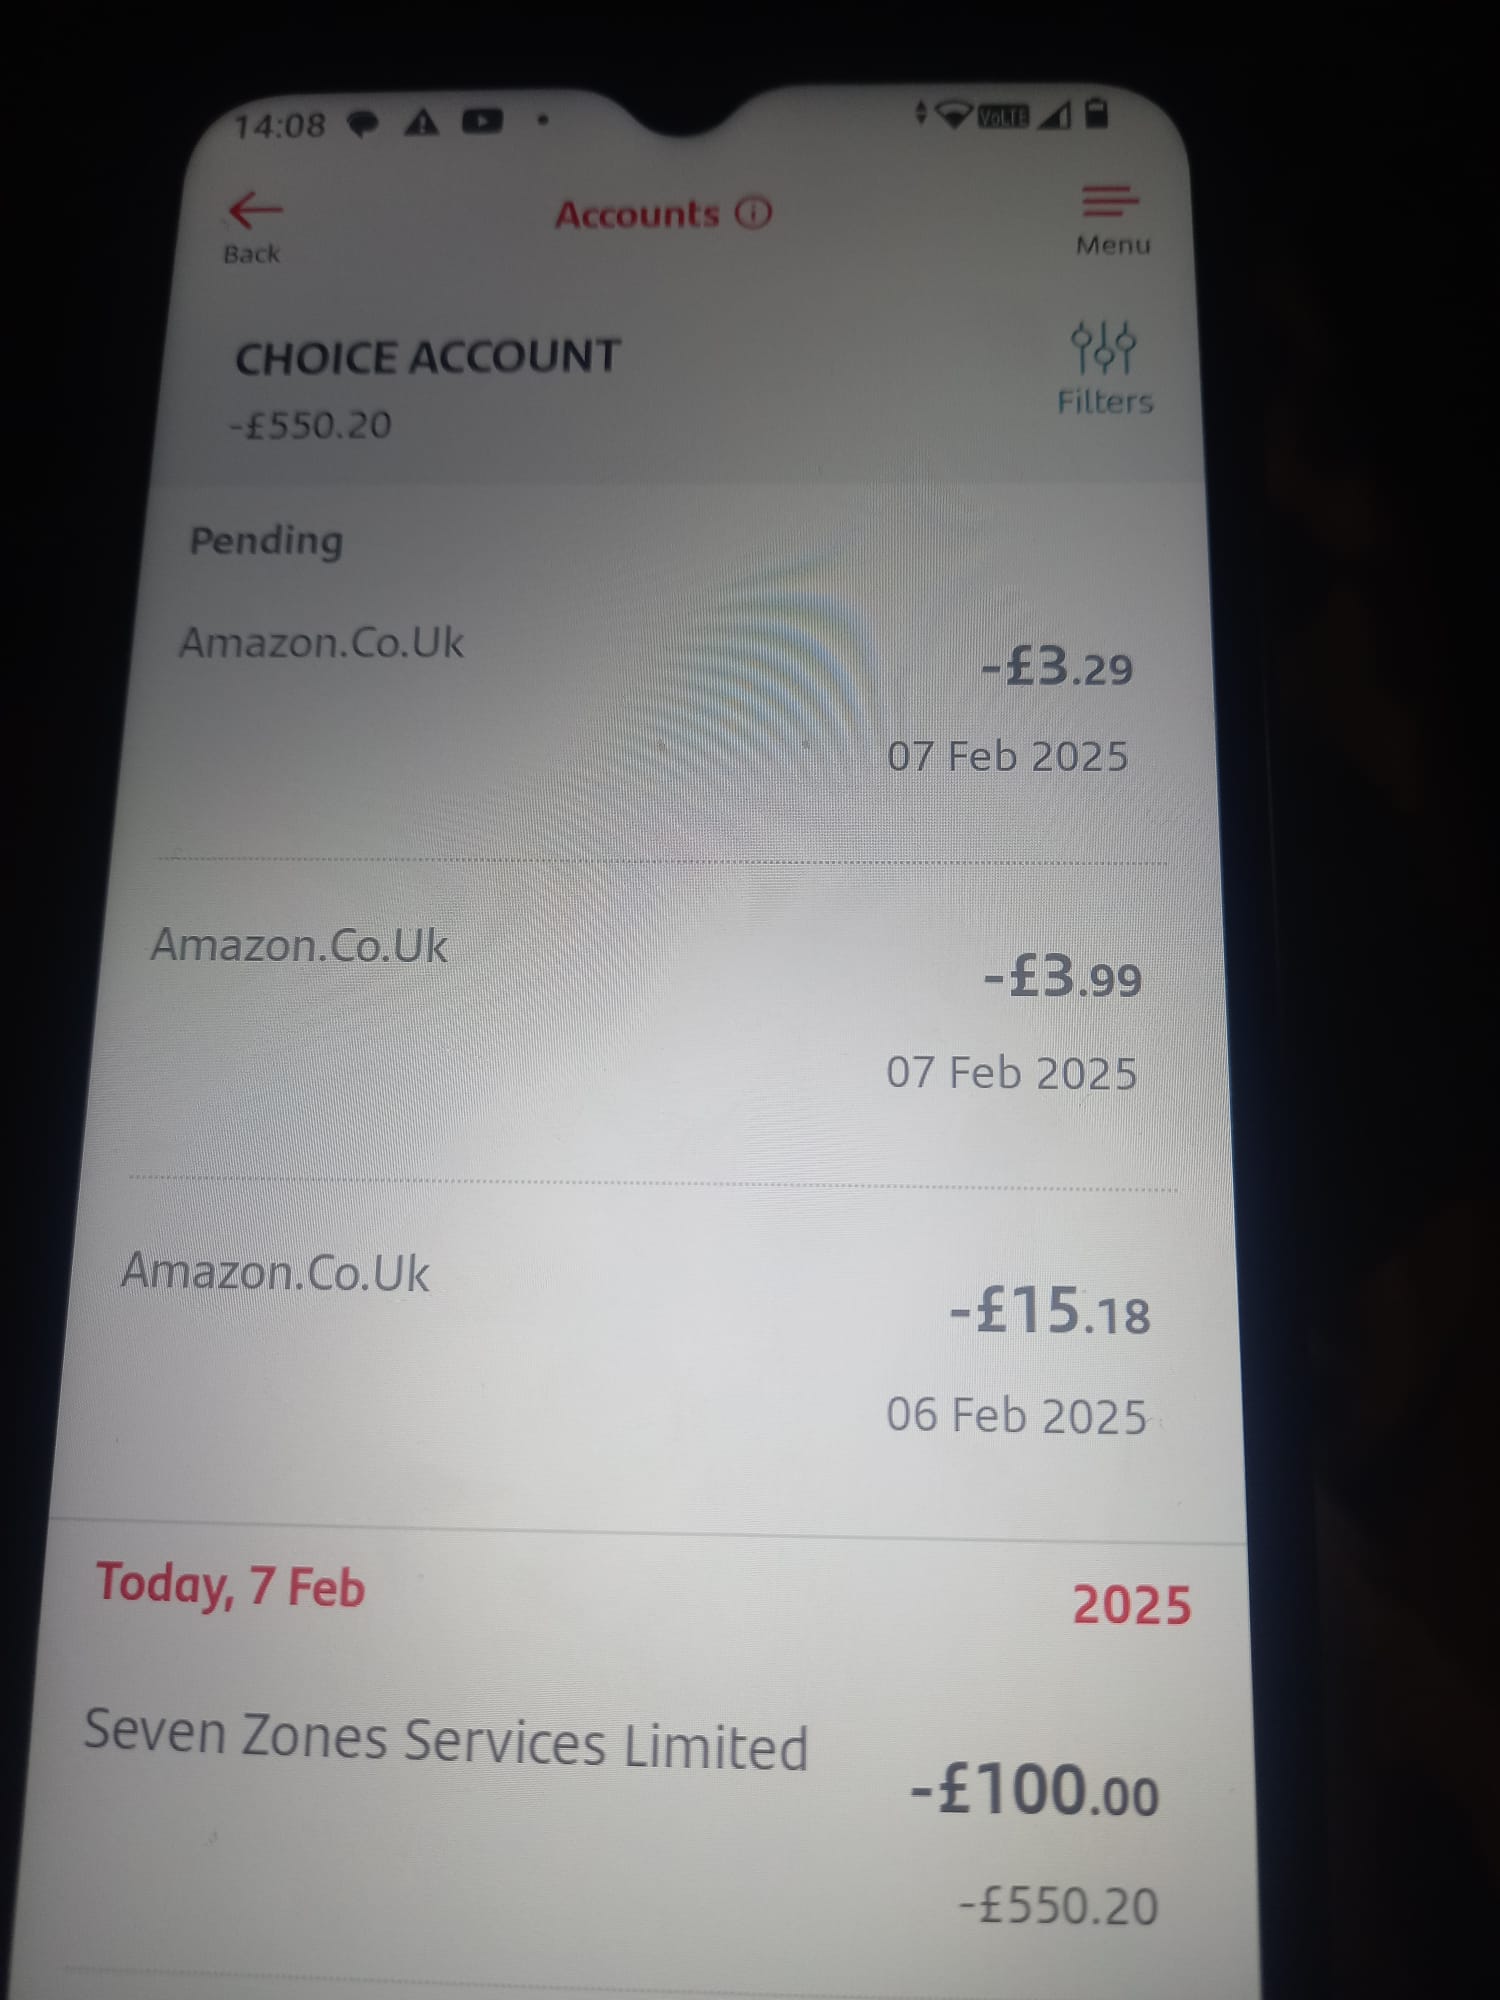 14:08
VoLTE
Accounts
Back
Menu
CHOICE ACCOUNT
-£550.20
Filters
Pending
Amazon.Co.Uk
-£3.29
07 Feb 2025
Amazon.Co.Uk
-£3.99
07 Feb 2025
Amazon.Co.Uk
-£15.18
06 Feb 2025
Today, 7 Feb 2025
Seven Zones Services Limited
-£100.00
-£550.20